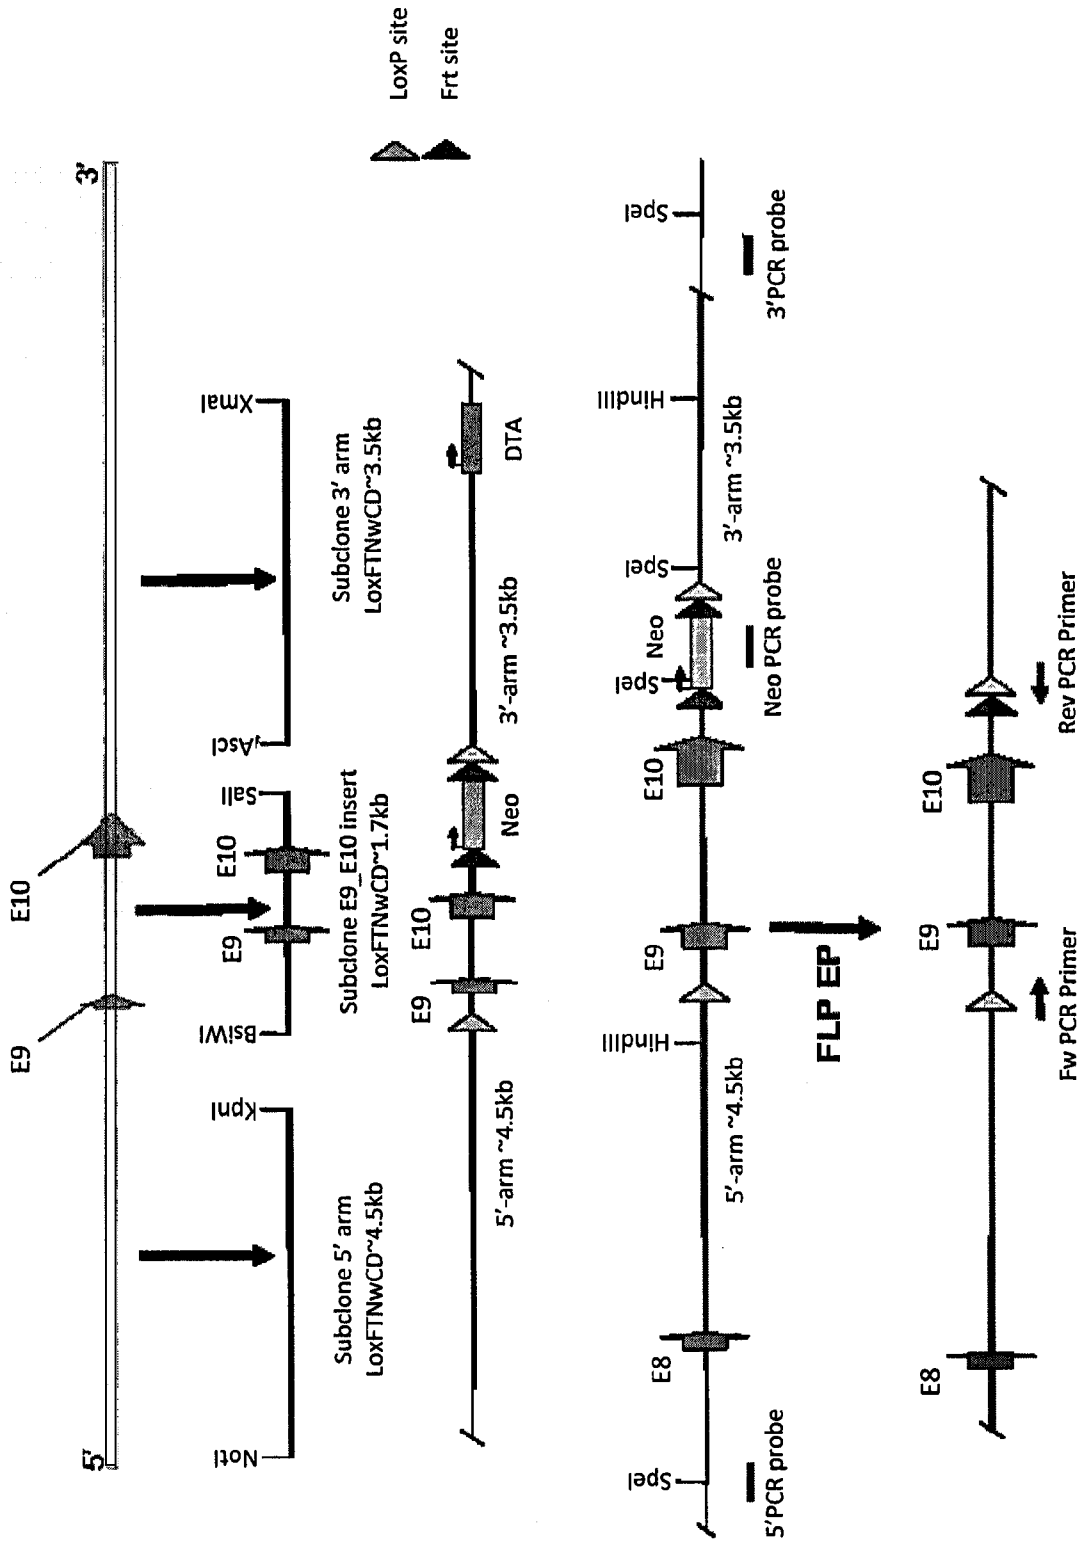 5'
E9
E10
3'
NotI
KpnI
BsiWI
E9
E10
SalI
AscI
XmaI
Subclone 5' arm
LoxFTNwCD~4.5kb
Subclone E9_E10 insert
LoxFTNwCD~1.7kb
Subclone 3' arm
LoxFTNwCD~3.5kb
LoxP site
Frt site
5'-arm ~4.5kb
E9
E10
Neo
3'-arm ~3.5kb
DTA
SpeI
5'PCR probe
E8
5'-arm ~4.5kb
HindIII
E9
E10
SpeI
Neo
Neo PCR probe
SpeI
3'-arm ~3.5kb
HindIII
SpeI
3'PCR probe
FLP EP
E8
E9
E10
Fw PCR Primer
Rev PCR Primer